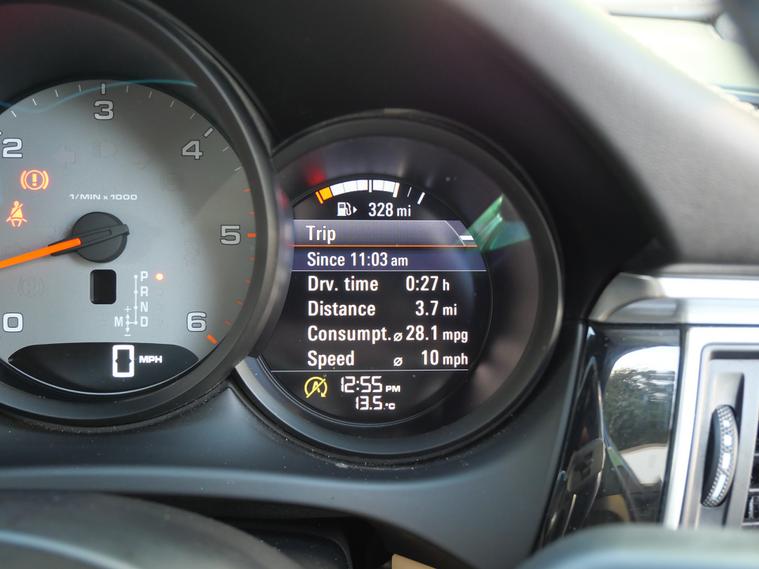 2
3
4
5
6
0
1/MIN x 1000
P
R
N
M D
+
-
0 MPH
328 mi
Trip
Since 11:03 am
Drv. time 0:27 h
Distance 3.7 mi
Consumpt. ⌀ 28.1 mpg
Speed ⌀ 10 mph
A
12:55 PM
13.5 °C